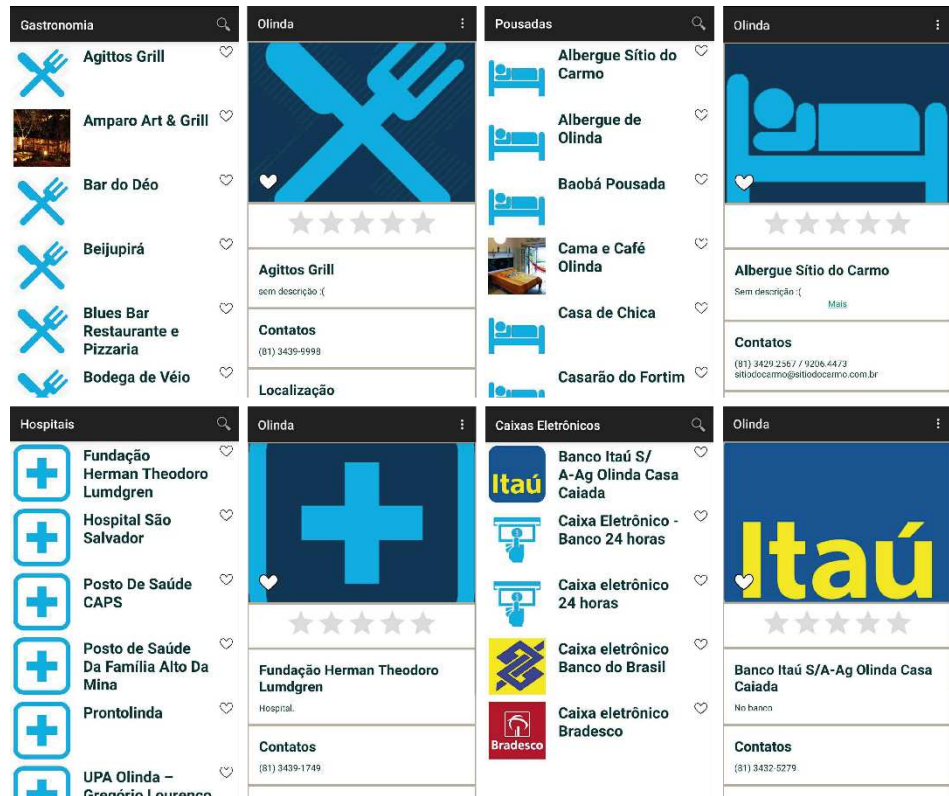 Gastronomia
Agittos Grill
Amparo Art & Grill
Bar do Déo
Beijupirá
Blues Bar
Restaurante e
Pizzaria
Bodega de Véio
Olinda
Agittos Grill
sem descrição :(
Contatos
(81) 3439-9998
Localização
Pousadas
Albergue Sítio do
Carmo
Albergue de
Olinda
Baobá Pousada
Cama e Café
Olinda
Casa de Chica
Casarão do Fortim
Olinda
Albergue Sítio do Carmo
Sem descrição :(
Mais
Contatos
(81) 3429.2567 / 9206.4473
sitiodocarmo@sitiodocarmo.com.br
Hospitais
Fundação
Herman Theodoro
Lumdgren
Hospital São
Salvador
Posto De Saúde
CAPS
Posto de Saúde
Da Família Alto Da
Mina
Prontolinda
UPA Olinda –
Gregório Lourenço
Olinda
Fundação Herman Theodoro
Lumdgren
Hospital.
Contatos
(81) 3439-1749
Caixas Eletrônicos
Itaú
Banco Itaú S/
A-Ag Olinda Casa
Caiada
Caixa Eletrônico -
Banco 24 horas
Caixa eletrônico
24 horas
Caixa eletrônico
Banco do Brasil
Bradesco
Caixa eletrônico
Bradesco
Olinda
Itaú
Banco Itaú S/A-Ag Olinda Casa
Caiada
No banco
Contatos
(81) 3432-5279